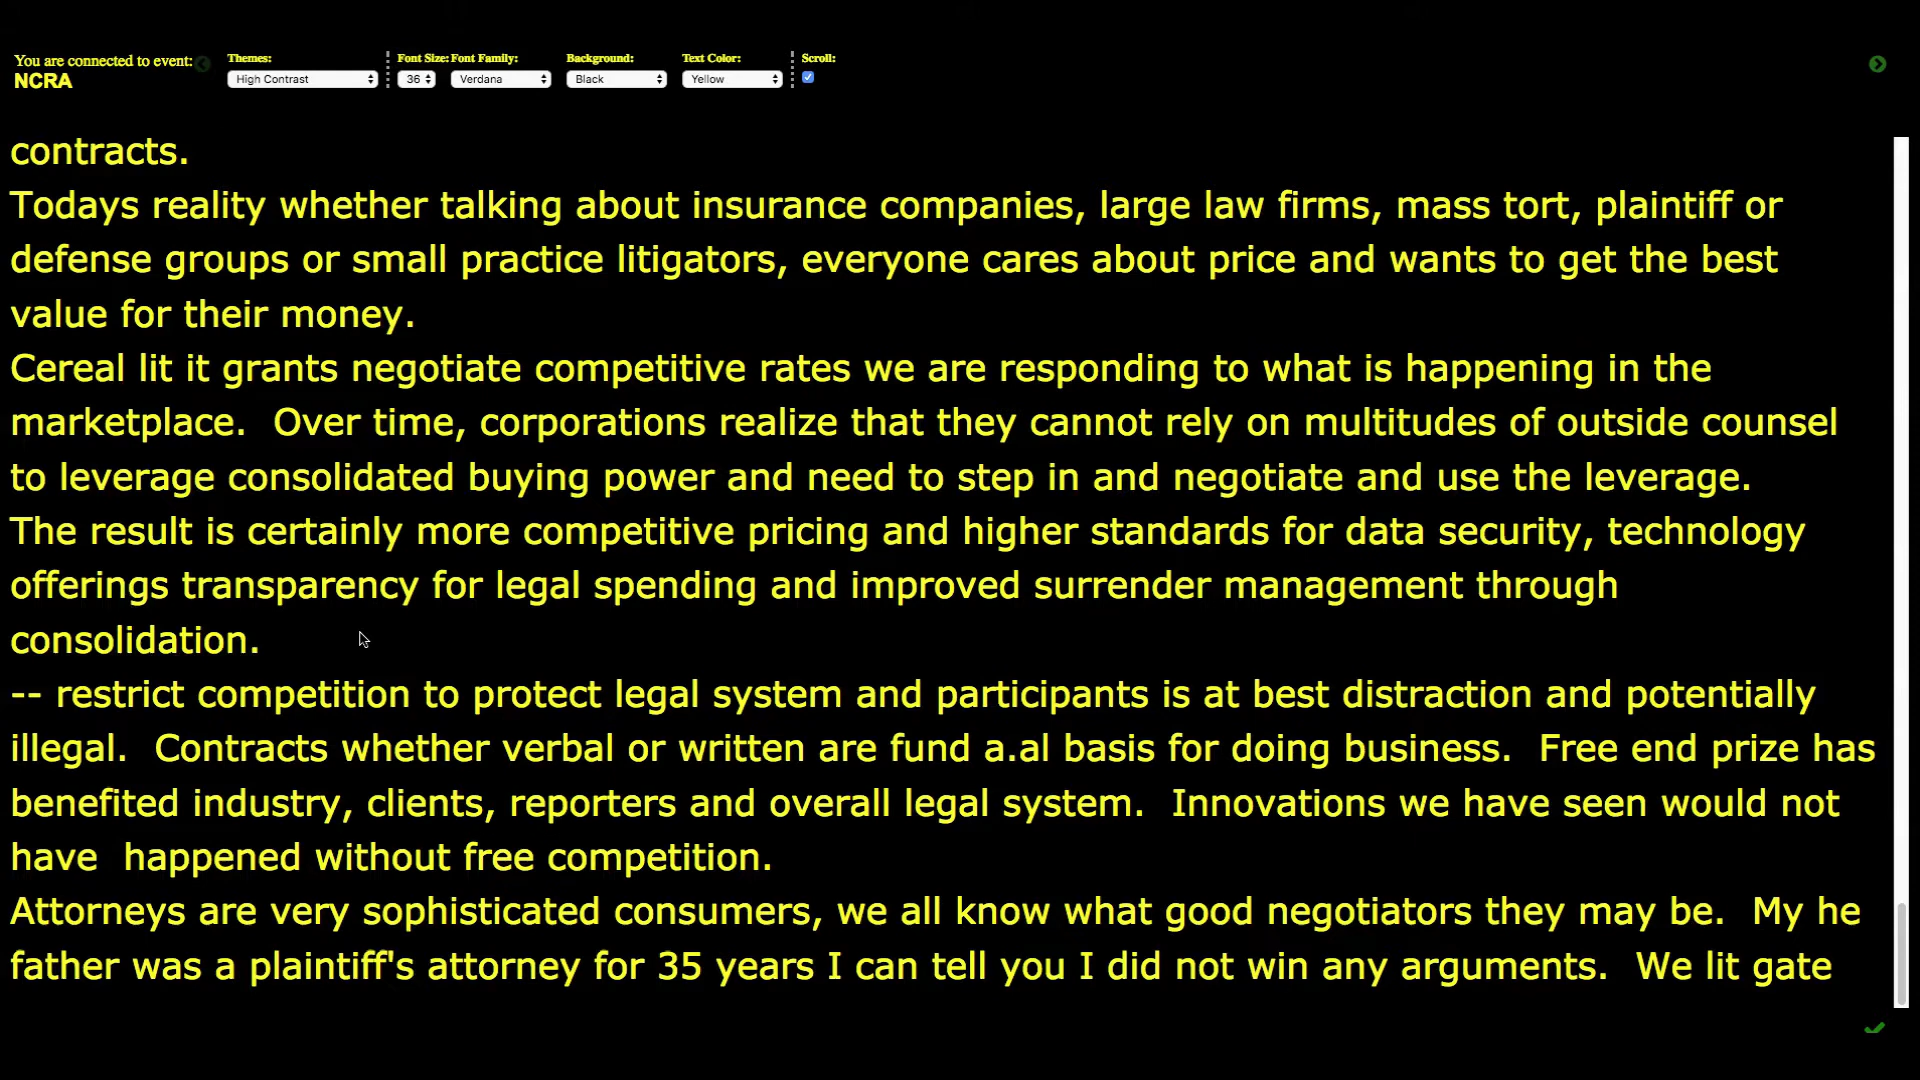 You are connected to event:
NCRA
Themes:
High Contrast
Font Size:
36
Font Family:
Verdana
Background:
Black
Text Color:
Yellow
Scroll:
contracts.
Todays reality whether talking about insurance companies, large law firms, mass tort, plaintiff or
defense groups or small practice litigators, everyone cares about price and wants to get the best
value for their money.
Cereal lit it grants negotiate competitive rates we are responding to what is happening in the
marketplace.  Over time, corporations realize that they cannot rely on multitudes of outside counsel
to leverage consolidated buying power and need to step in and negotiate and use the leverage.
The result is certainly more competitive pricing and higher standards for data security, technology
offerings transparency for legal spending and improved surrender management through
consolidation.
-- restrict competition to protect legal system and participants is at best distraction and potentially
illegal.  Contracts whether verbal or written are fund a.al basis for doing business.  Free end prize has
benefited industry, clients, reporters and overall legal system.  Innovations we have seen would not
have  happened without free competition.
Attorneys are very sophisticated consumers, we all know what good negotiators they may be.  My he
father was a plaintiff's attorney for 35 years I can tell you I did not win any arguments.  We lit gate